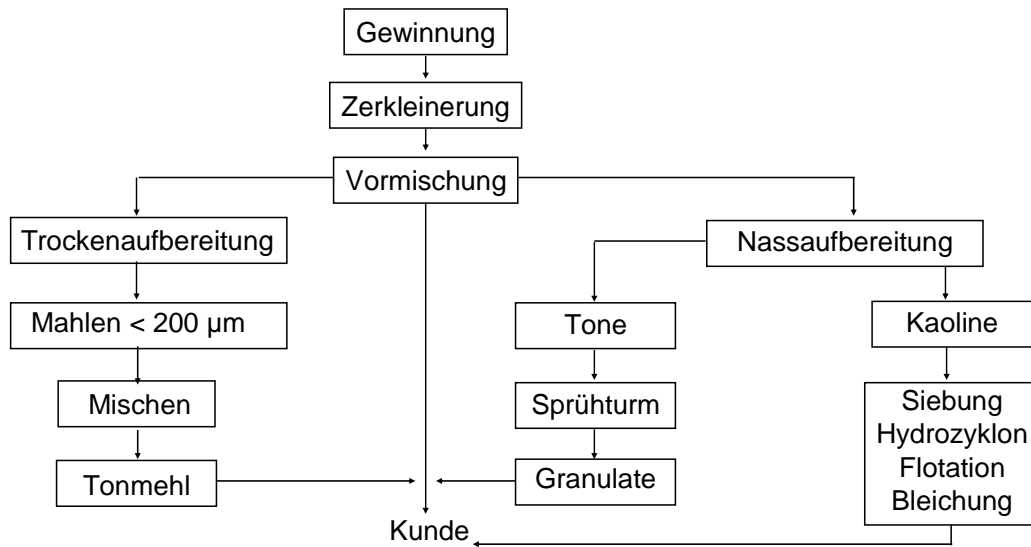 Gewinnung
Zerkleinerung
Vormischung
Trockenaufbereitung
Nassaufbereitung
Mahlen < 200 µm
Tone
Kaoline
Mischen
Sprühturm
Siebung
Hydrozyklon
Flotation
Bleichung
Tonmehl
Granulate
Kunde